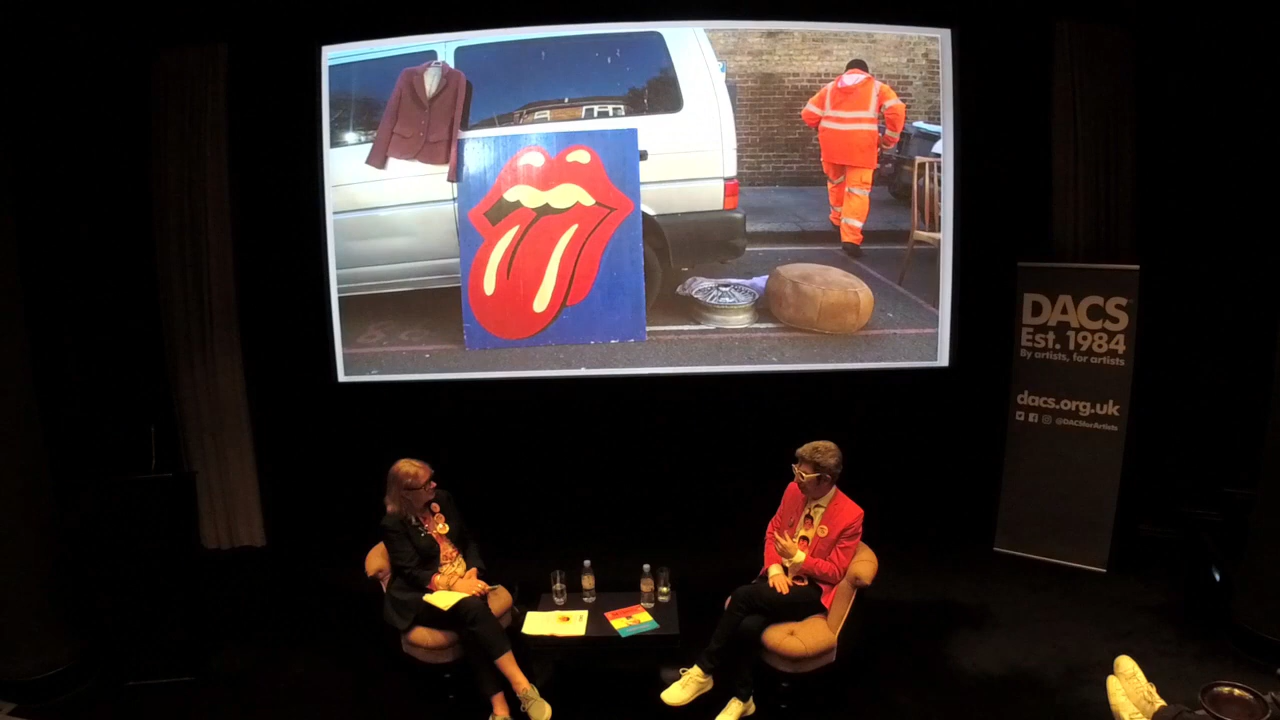 DACS
Est. 1984
By artists, for artists
dacs.org.uk
@DACSforArtists